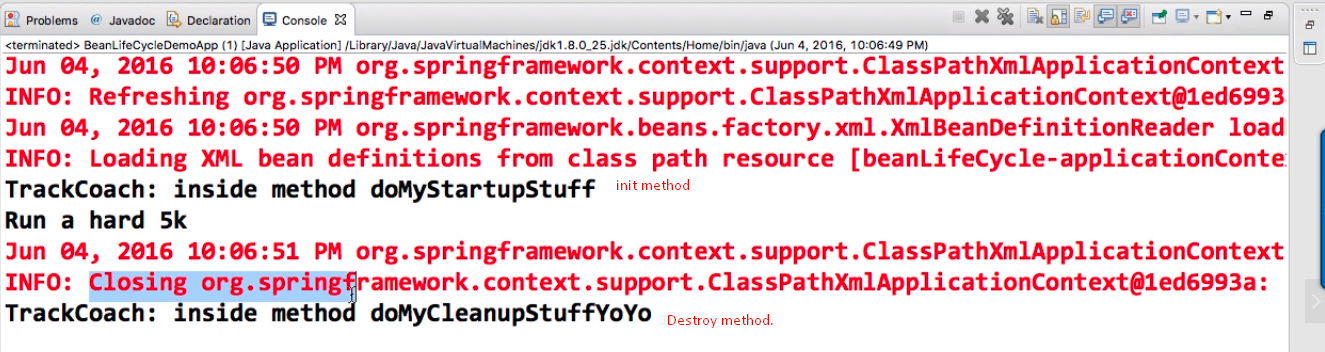 Problems @ Javadoc Declaration Console
<terminated> BeanLifeCycleDemoApp (1) [Java Application] /Library/Java/JavaVirtualMachines/jdk1.8.0_25.jdk/Contents/Home/bin/java (Jun 4, 2016, 10:06:49 PM)
Jun 04, 2016 10:06:50 PM org.springframework.context.support.ClassPathXmlApplicationContext
INFO: Refreshing org.springframework.context.support.ClassPathXmlApplicationContext@1ed6993
Jun 04, 2016 10:06:50 PM org.springframework.beans.factory.xml.XmlBeanDefinitionReader load
INFO: Loading XML bean definitions from class path resource [beanLifeCycle-applicationConte
TrackCoach: inside method doMyStartupStuff init method
Run a hard 5k
Jun 04, 2016 10:06:51 PM org.springframework.context.support.ClassPathXmlApplicationContext
INFO: Closing org.springframework.context.support.ClassPathXmlApplicationContext@1ed6993a:
TrackCoach: inside method doMyCleanupStuffYoYo Destroy method.